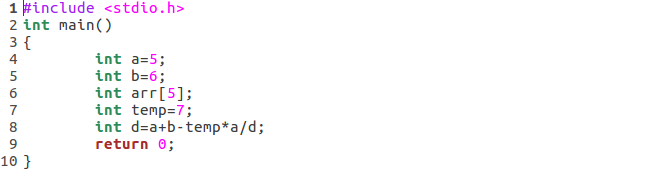 1 #include <stdio.h>
2 int main()
3 {
4 int a=5;
5 int b=6;
6 int arr[5];
7 int temp=7;
8 int d=a+b-temp*a/d;
9 return 0;
10 }